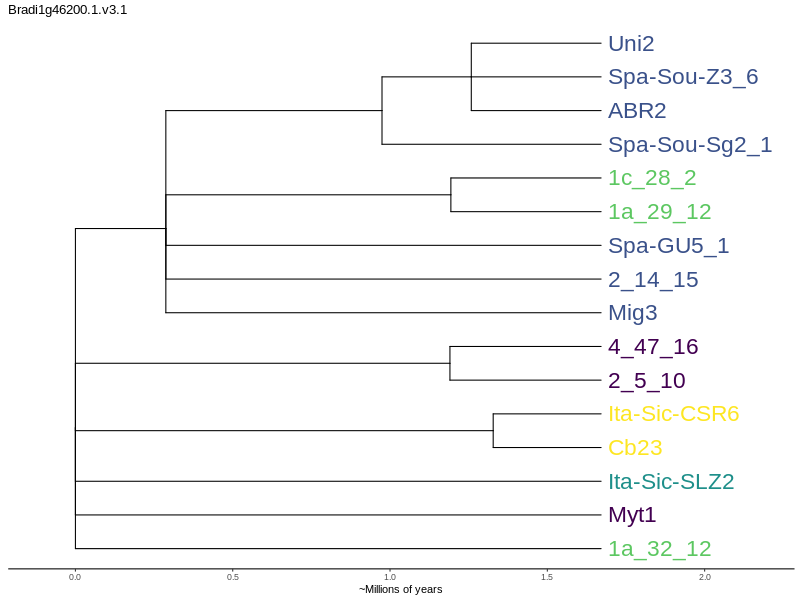 Bradi1g46200.1.v3.1
Uni2
Spa-Sou-Z3_6
ABR2
Spa-Sou-Sg2_1
1c_28_2
1a_29_12
Spa-GU5_1
2_14_15
Mig3
4_47_16
2_5_10
Ita-Sic-CSR6
Cb23
Ita-Sic-SLZ2
Myt1
1a_32_12
0.0 0.5 1.0 1.5 2.0
~Millions of years